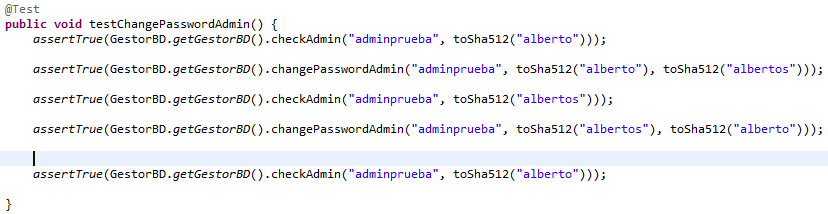 @Test
public void testChangePasswordAdmin() {
assertTrue(GestorBD.getGestorBD().checkAdmin("adminprueba", toSha512("alberto")));
assertTrue(GestorBD.getGestorBD().changePasswordAdmin("adminprueba", toSha512("alberto"), toSha512("albertos")));
assertTrue(GestorBD.getGestorBD().checkAdmin("adminprueba", toSha512("albertos")));
assertTrue(GestorBD.getGestorBD().changePasswordAdmin("adminprueba", toSha512("albertos"), toSha512("alberto")));
assertTrue(GestorBD.getGestorBD().checkAdmin("adminprueba", toSha512("alberto")));
}